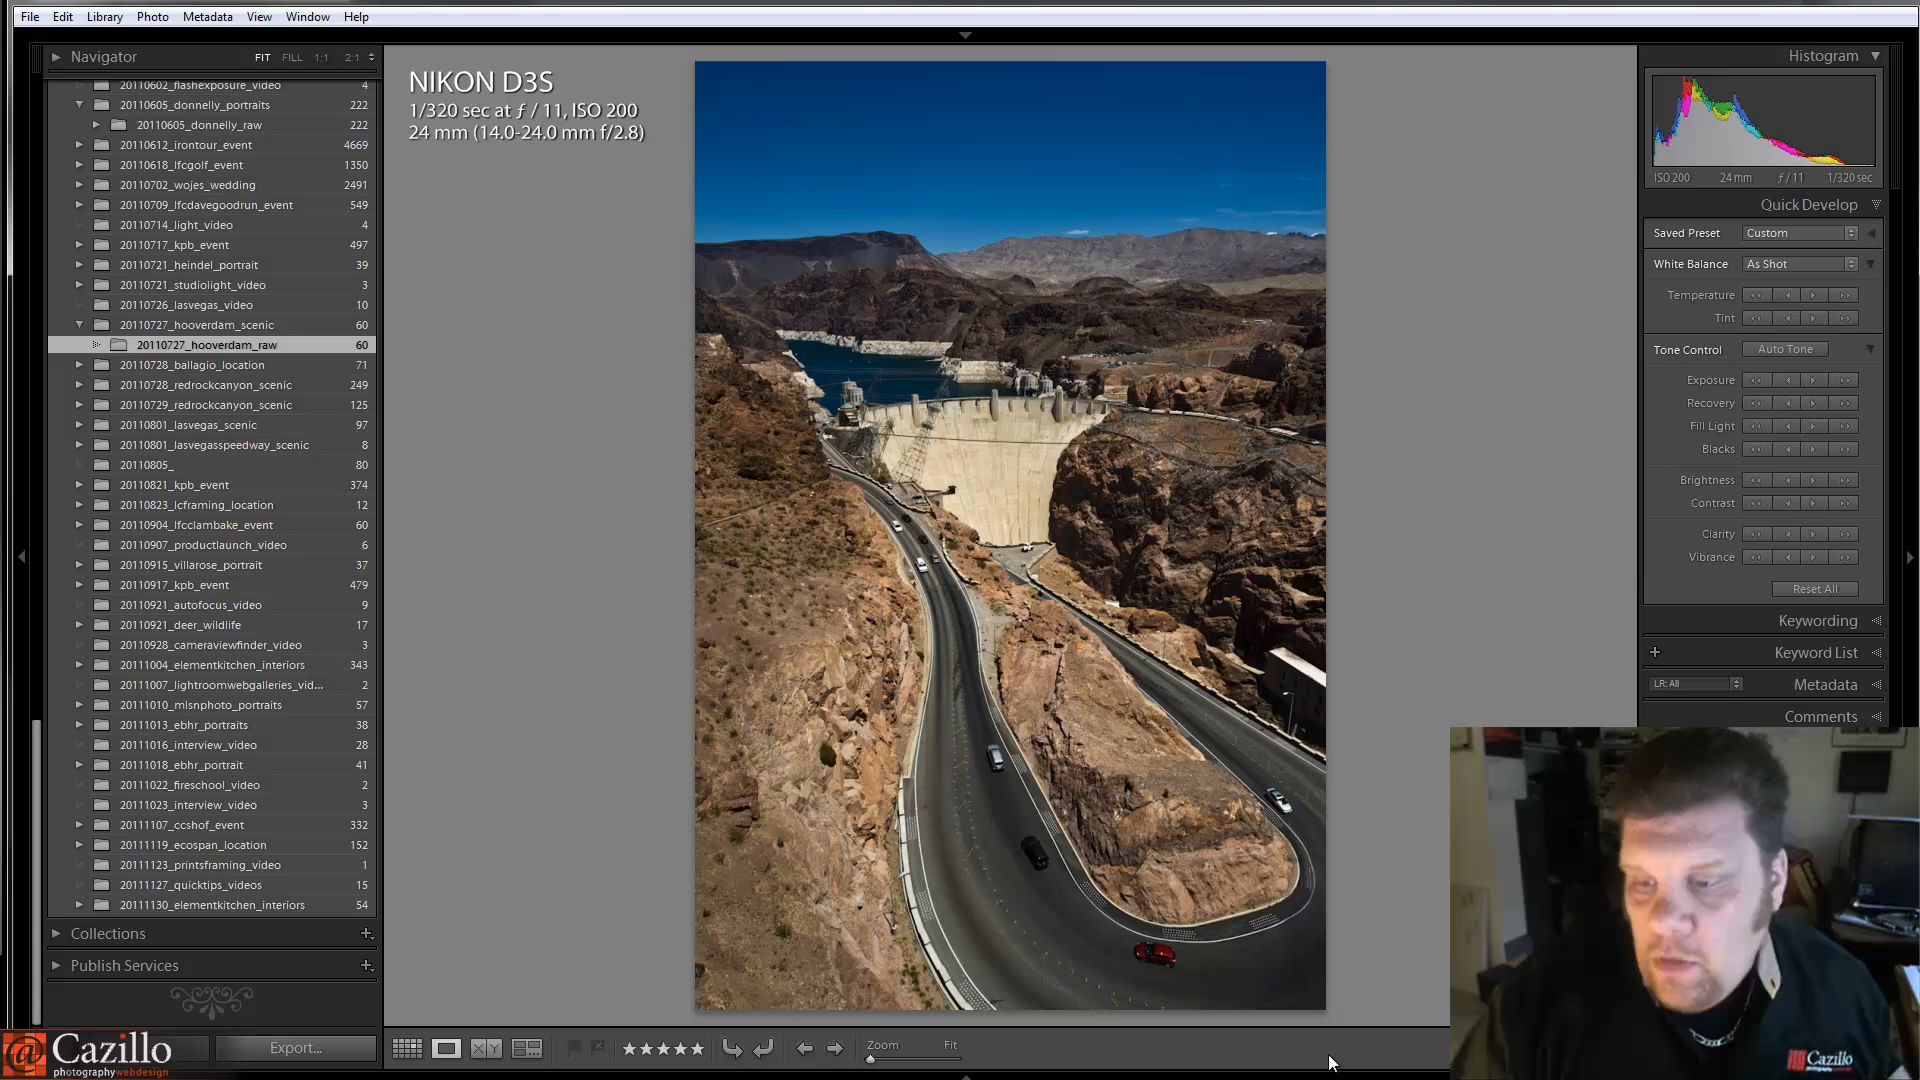 File Edit Library Photo Metadata View Window Help
Navigator FIT FILL 1:1 2:1
20110602_flashexposure_video 4
20110605_donnelly_portraits 222
20110605_donnelly_raw 222
20110612_irontour_event 4669
20110618_lfcgolf_event 1350
20110702_wojes_wedding 2491
20110709_lfcdavegoodrun_event 549
20110714_light_video 4
20110717_kpb_event 497
20110721_heindel_portrait 39
20110721_studiolight_video 3
20110726_lasvegas_video 10
20110727_hooverdam_scenic 60
20110727_hooverdam_raw 60
20110728_ballagio_location 71
20110728_redrockcanyon_scenic 249
20110729_redrockcanyon_scenic 125
20110801_lasvegas_scenic 97
20110801_lasvegasspeedway_scenic 8
20110805_ 80
20110821_kpb_event 374
20110823_lcframing_location 12
20110904_lfcclambake_event 60
20110907_productlaunch_video 6
20110915_villarose_portrait 37
20110917_kpb_event 479
20110921_autofocus_video 9
20110921_deer_wildlife 17
20110928_cameraviewfinder_video 3
20111004_elementkitchen_interiors 343
20111007_lightroomwebgalleries_vid... 2
20111010_mlsnphoto_portraits 57
20111013_ebhr_portraits 38
20111016_interview_video 28
20111018_ebhr_portrait 41
20111022_fireschool_video 2
20111023_interview_video 3
20111107_ccshof_event 332
20111119_ecospan_location 152
20111123_printsframing_video 1
20111127_quicktips_videos 15
20111130_elementkitchen_interiors 54
Collections
Publish Services
@ Cazillo
photographywebdesign
Export...
NIKON D3S
1/320 sec at ƒ / 11, ISO 200
24 mm (14.0-24.0 mm f/2.8)
XY
Zoom Fit
Histogram
ISO 200 24 mm ƒ / 11 1/320 sec
Quick Develop
Saved Preset Custom
White Balance As Shot
Temperature
Tint
Tone Control Auto Tone
Exposure
Recovery
Fill Light
Blacks
Brightness
Contrast
Clarity
Vibrance
Reset All
Keywording
Keyword List
LR: All Metadata
Comments
Cazillo